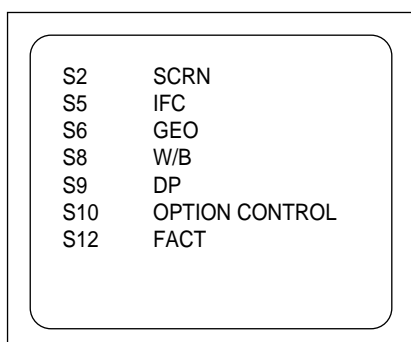 S2 SCRN
S5 IFC
S6 GEO
S8 W/B
S9 DP
S10 OPTION CONTROL
S12 FACT